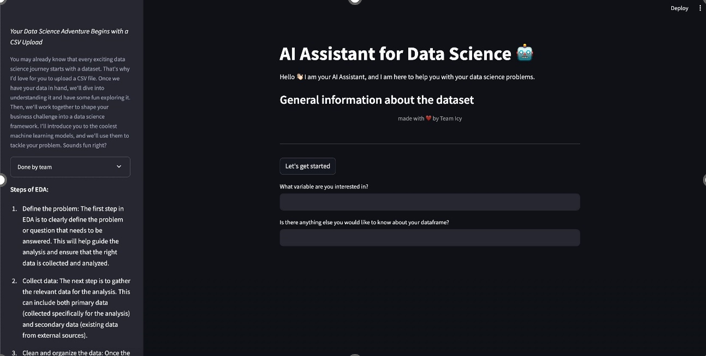 Your Data Science Adventure Begins with a
CSV Upload
You may already know that every exciting data
science journey starts with a dataset. That's why
I'd love for you to upload a CSV file. Once we
have your data in hand, we'll dive into
understanding it and have some fun exploring it.
Then, we'll work together to shape your
business challenge into a data science
framework. I'll introduce you to the coolest
machine learning models, and we'll use them to
tackle your problem. Sounds fun right?
Done by team
Steps of EDA:
1. Define the problem: The first step in
EDA is to clearly define the problem
or question that needs to be
answered. This will help guide the
analysis and ensure that the right
data is collected and analyzed.
2. Collect data: The next step is to gather
the relevant data for the analysis. This
can include both primary data
(collected specifically for the analysis)
and secondary data (existing data
from external sources).
3. Clean and organize the data: Once the
Deploy
AI Assistant for Data Science 🤖
Hello 👋🏻 I am your AI Assistant, and I am here to help you with your data science problems.
General information about the dataset
made with ❤️ by Team Icy
Let's get started
What variable are you interested in?
Is there anything else you would like to know about your dataframe?